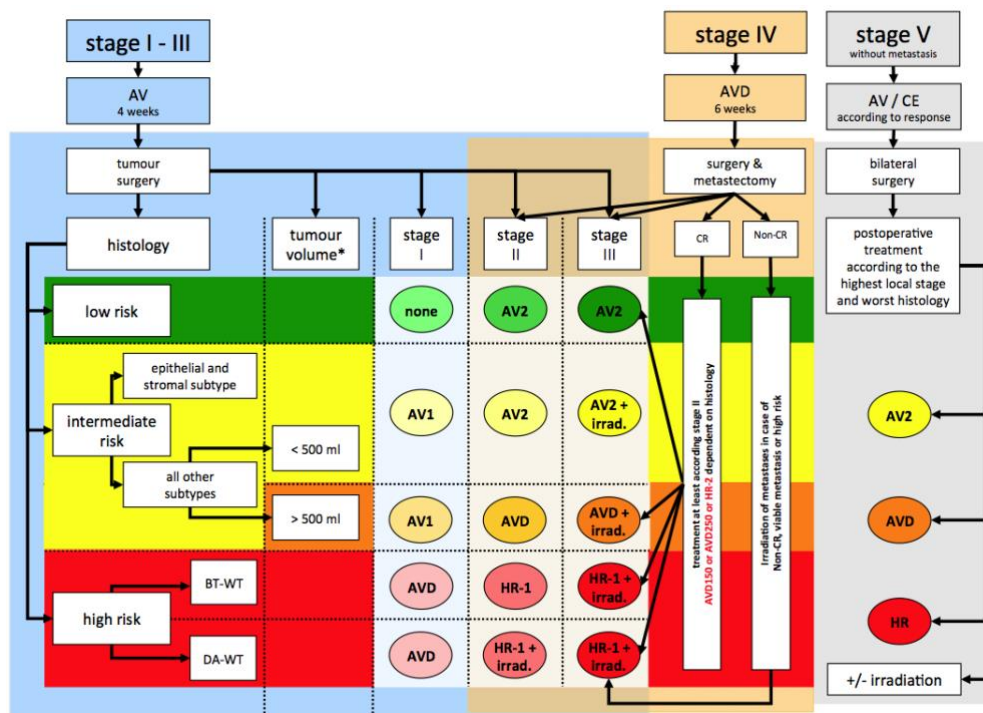 stage I - III
AV
4 weeks
tumour
surgery
histology
tumour
volume*
stage
I
stage
II
stage
III
stage IV
AVD
6 weeks
surgery &
metastectomy
CR
Non-CR
stage V
without metastasis
AV / CE
according to response
bilateral
surgery
postoperative
treatment
according to the
highest local stage
and worst histology
low risk
none
AV2
AV2
epithelial and
stromal subtype
intermediate
risk
all other
subtypes
< 500 ml
> 500 ml
AV1
AV2
AV2 +
irrad.
AV1
AVD
AVD +
irrad.
high risk
BT-WT
DA-WT
AVD
HR-1
HR-1 +
irrad.
AVD
HR-1 +
irrad.
HR-1 +
irrad.
treatment at least according stage II
AVD150 or AVD250 or HR-2 dependent on histology
Irradiation of metastases in case of
Non-CR, viable metastasis or high risk
AV2
AVD
HR
+/- irradiation